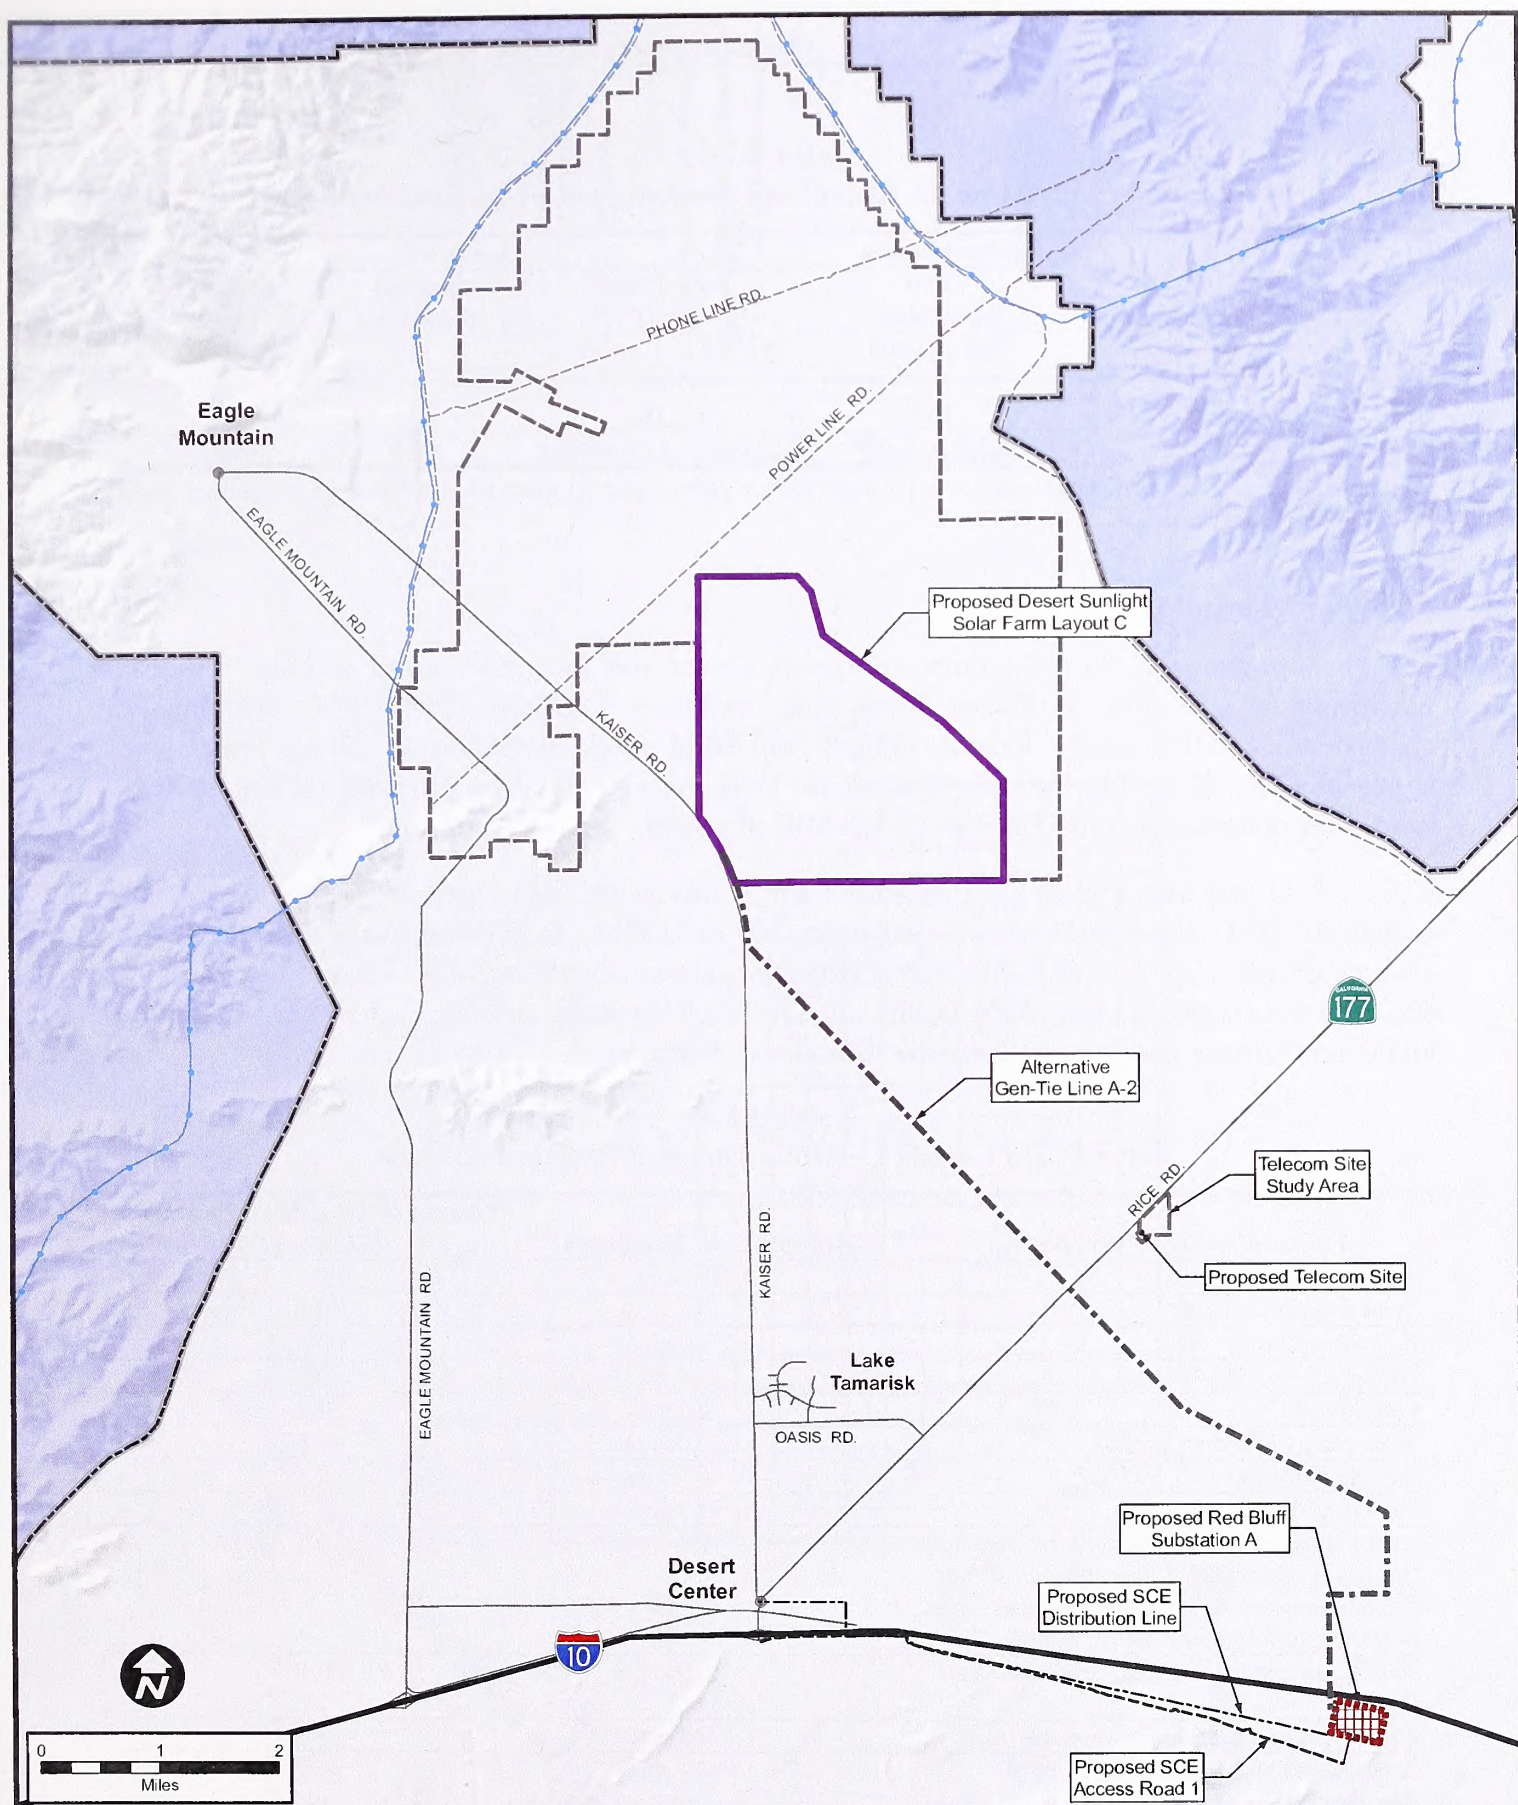 PHONE LINE RD.
Eagle
Mountain
POWER LINE RD.
EAGLE MOUNTAIN RD.
Proposed Desert Sunlight
Solar Farm Layout C
KAISER RD.
CALIFORNIA
177
Alternative
Gen-Tie Line A-2
Telecom Site
Study Area
RICE RD.
Proposed Telecom Site
KAISER RD.
EAGLE MOUNTAIN RD.
Lake
Tamarisk
OASIS RD.
Proposed Red Bluff
Substation A
Desert
Center
Proposed SCE
Distribution Line
10
N
0 1 2
Miles
Proposed SCE
Access Road 1